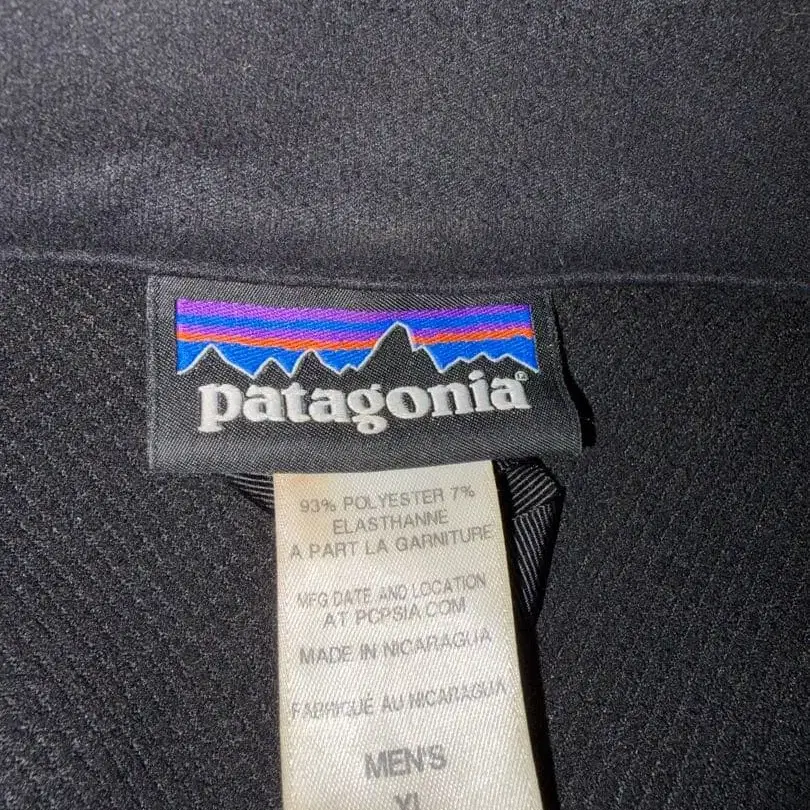 patagonia®
93% POLYESTER 7%
ELASTHANNE
A PART LA GARNITURE
MFG DATE AND LOCATION
AT PCPSIA.COM
MADE IN NICARAGUA
FABRIQUÉ AU NICARAGUA
MEN'S
XL